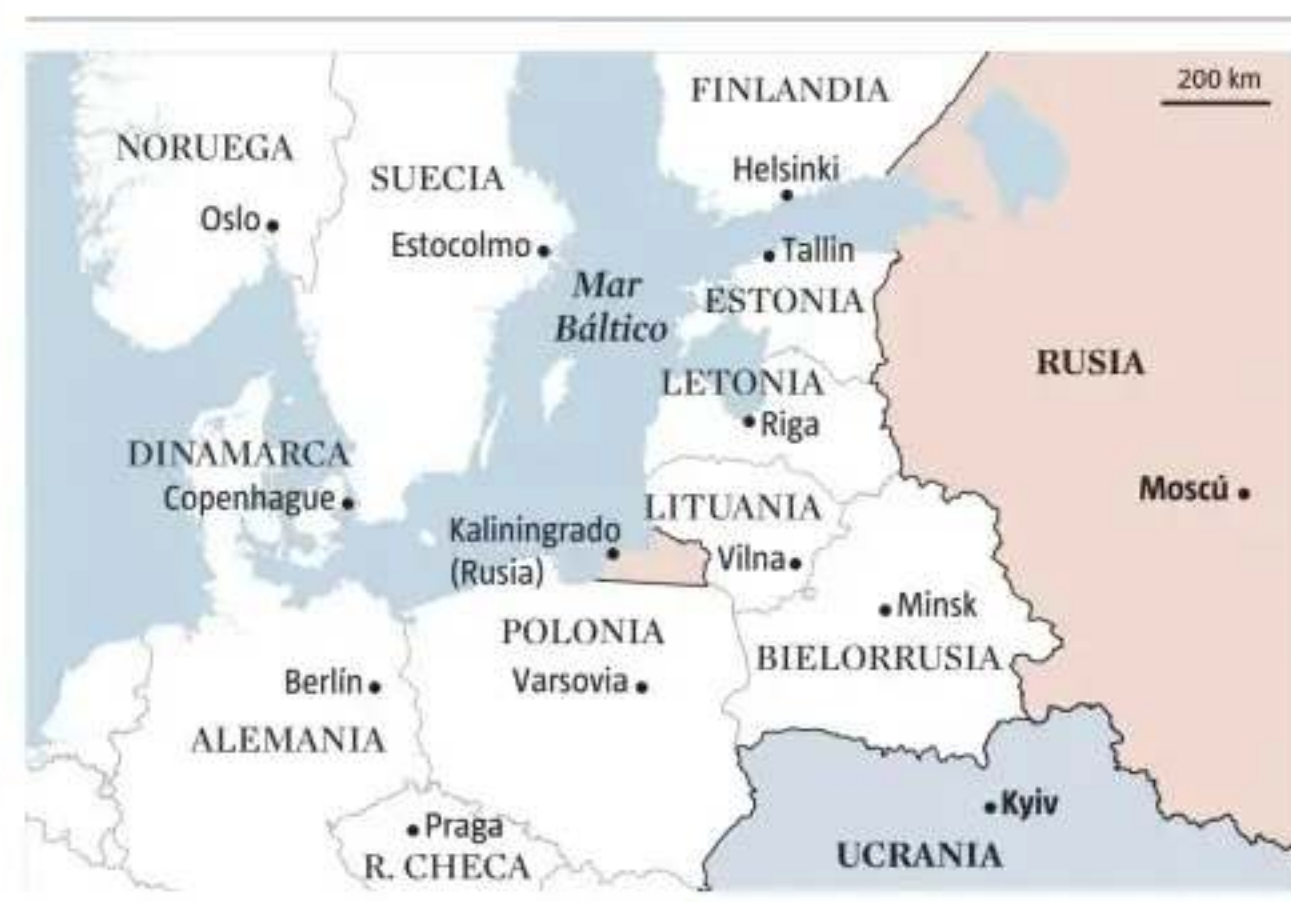 200 km
FINLANDIA
NORUEGA
Helsinki
SUECIA
Oslo
Estocolmo
Tallin
Mar
Báltico
ESTONIA
RUSIA
LETONIA
Riga
DINAMARCA
Copenhague
Moscú
LITUANIA
Kaliningrado
(Rusia)
Vilna
Minsk
POLONIA
BIELORRUSIA
Berlín
Varsovia
ALEMANIA
Kyiv
Praga
UCRANIA
R. CHECA